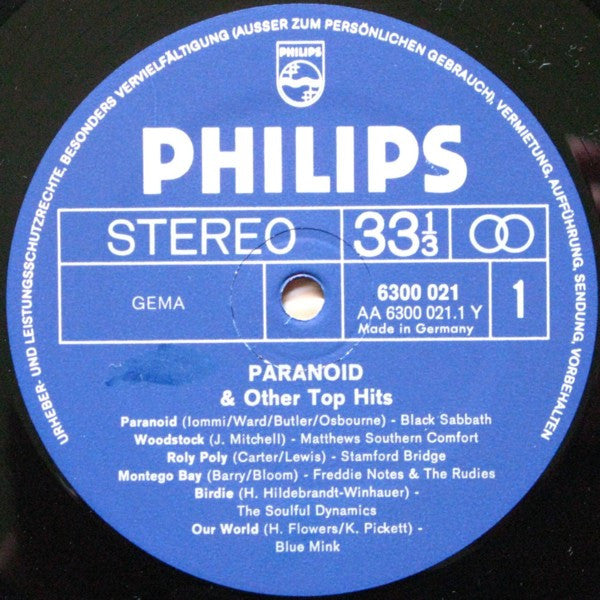 URHEBER- UND LEISTUNGSSCHUTZRECHTE, BESONDERS VERVIELFÄLTIGUNG (AUSSER ZUM PERSÖNLICHEN GEBRAUCH), VERMIETUNG, AUFFÜHRUNG, SENDUNG, VORBEHALTEN
PHILIPS
PHILIPS
STEREO 33⅓
GEMA 6300 021 1
AA 6300 021.1 Y
Made in Germany
PARANOID
& Other Top Hits
Paranoid (Iommi/Ward/Butler/Osbourne) - Black Sabbath
Woodstock (J. Mitchell) - Matthews Southern Comfort
Roly Poly (Carter/Lewis) - Stamford Bridge
Montego Bay (Barry/Bloom) - Freddie Notes & The Rudies
Birdie (H. Hildebrandt-Winhauer) -
The Soulful Dynamics
Our World (H. Flowers/K. Pickett) -
Blue Mink